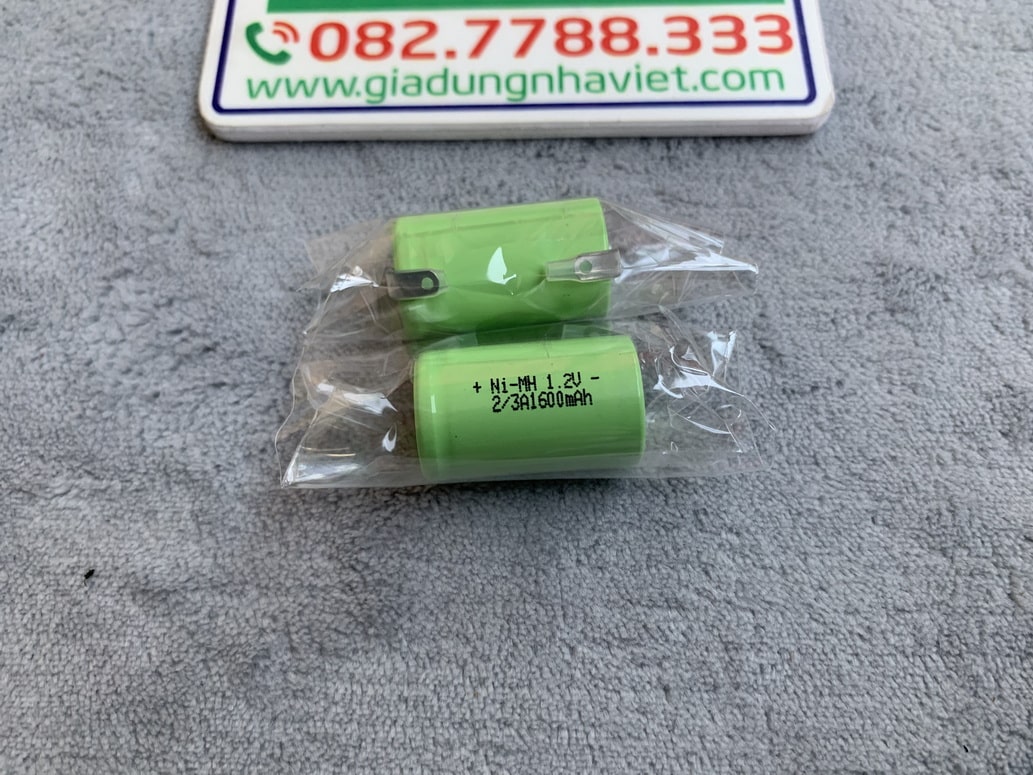 082.7788.333
www.giadungnhaviet.com
+ Ni-MH 1.2V -
2/3A1600mAh